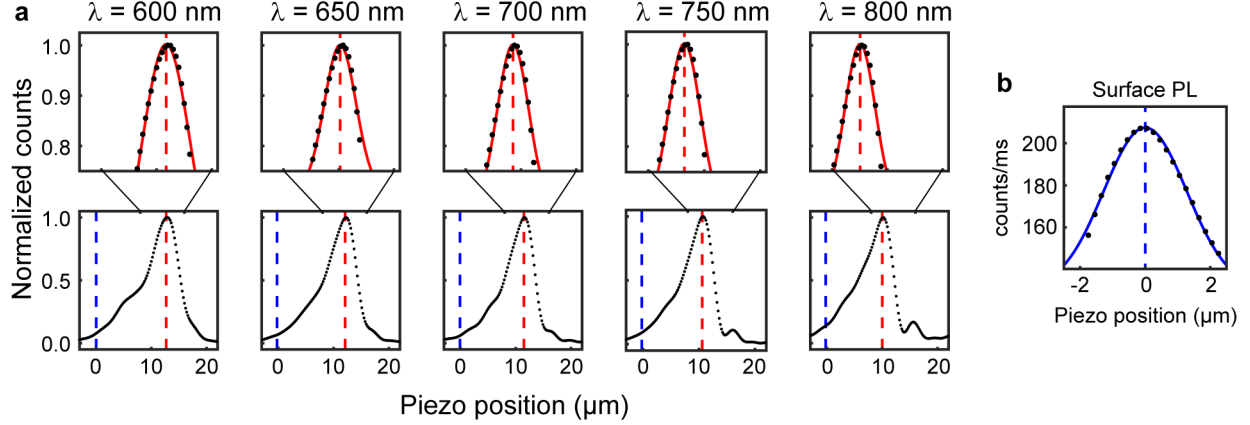 a
λ = 600 nm
λ = 650 nm
λ = 700 nm
λ = 750 nm
λ = 800 nm
Normalized counts
1.0
0.9
0.8
1.0
0.5
0.0
0 10 20
0 10 20
0 10 20
0 10 20
0 10 20
Piezo position (μm)
b
Surface PL
counts/ms
200
180
160
-2 0 2
Piezo position (μm)